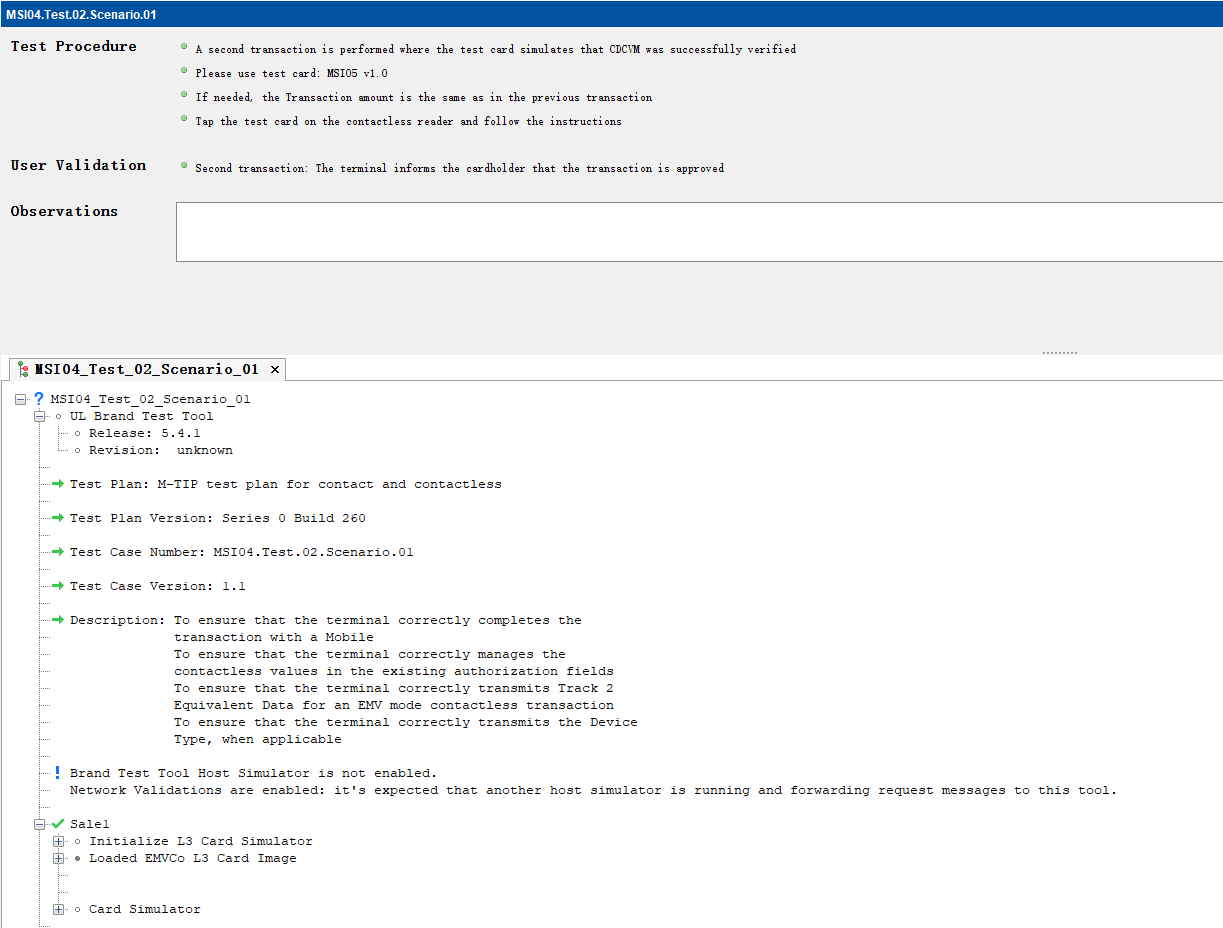 MSI04.Test.02.Scenario.01
Test Procedure
A second transaction is performed where the test card simulates that CDCVM was successfully verified
Please use test card: MSI05 v1.0
If needed, the Transaction amount is the same as in the previous transaction
Tap the test card on the contactless reader and follow the instructions
User Validation
Second transaction: The terminal informs the cardholder that the transaction is approved
Observations
MSI04_Test_02_Scenario_01
MSI04_Test_02_Scenario_01
UL Brand Test Tool
Release: 5.4.1
Revision: unknown
Test Plan: M-TIP test plan for contact and contactless
Test Plan Version: Series 0 Build 260
Test Case Number: MSI04.Test.02.Scenario.01
Test Case Version: 1.1
Description: To ensure that the terminal correctly completes the
transaction with a Mobile
To ensure that the terminal correctly manages the
contactless values in the existing authorization fields
To ensure that the terminal correctly transmits Track 2
Equivalent Data for an EMV mode contactless transaction
To ensure that the terminal correctly transmits the Device
Type, when applicable
Brand Test Tool Host Simulator is not enabled.
Network Validations are enabled: it's expected that another host simulator is running and forwarding request messages to this tool.
Sale1
Initialize L3 Card Simulator
Loaded EMVCo L3 Card Image
Card Simulator